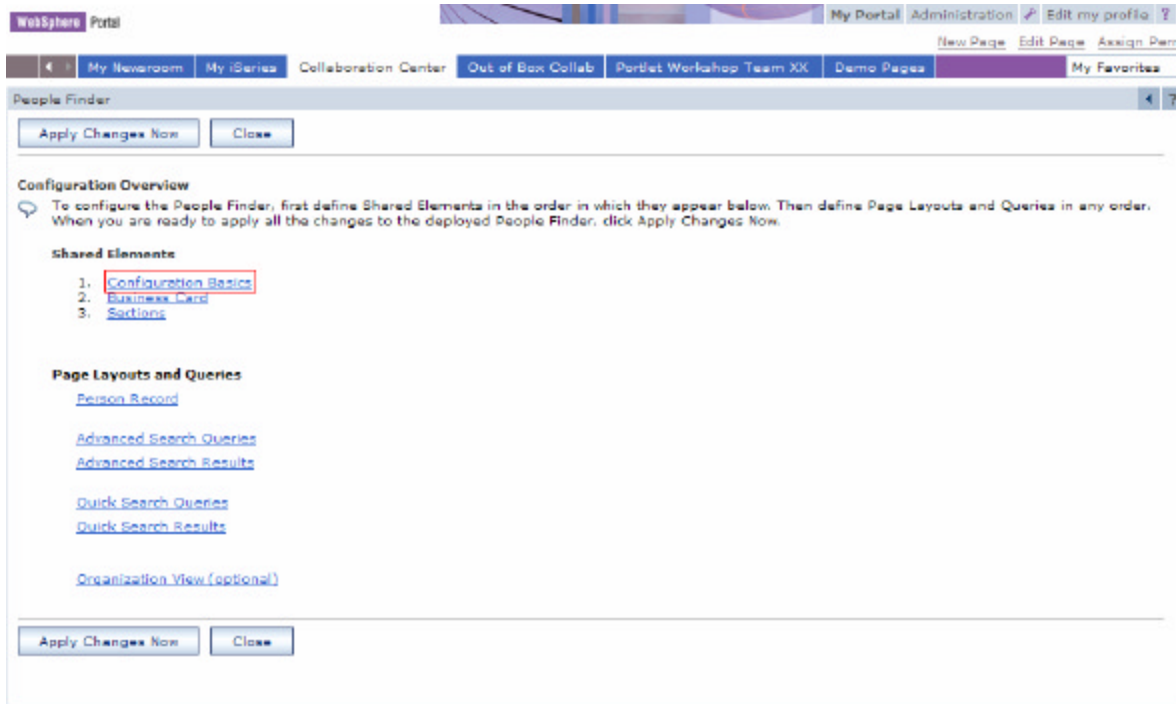 WebSphere Portal
My Portal Administration Edit my profile ?
New Page Edit Page Assign Perm
My Newsroom My iSeries Collaboration Center Out of Box Collab Portlet Workshop Team XX Demo Pages My Favorites
People Finder ?
Apply Changes Now Close
Configuration Overview
To configure the People Finder, first define Shared Elements in the order in which they appear below. Then define Page Layouts and Queries in any order.
When you are ready to apply all the changes to the deployed People Finder, click Apply Changes Now.
Shared Elements
1. Configuration Basics
2. Business Card
3. Sections
Page Layouts and Queries
Person Record
Advanced Search Queries
Advanced Search Results
Quick Search Queries
Quick Search Results
Organization View (optional)
Apply Changes Now Close